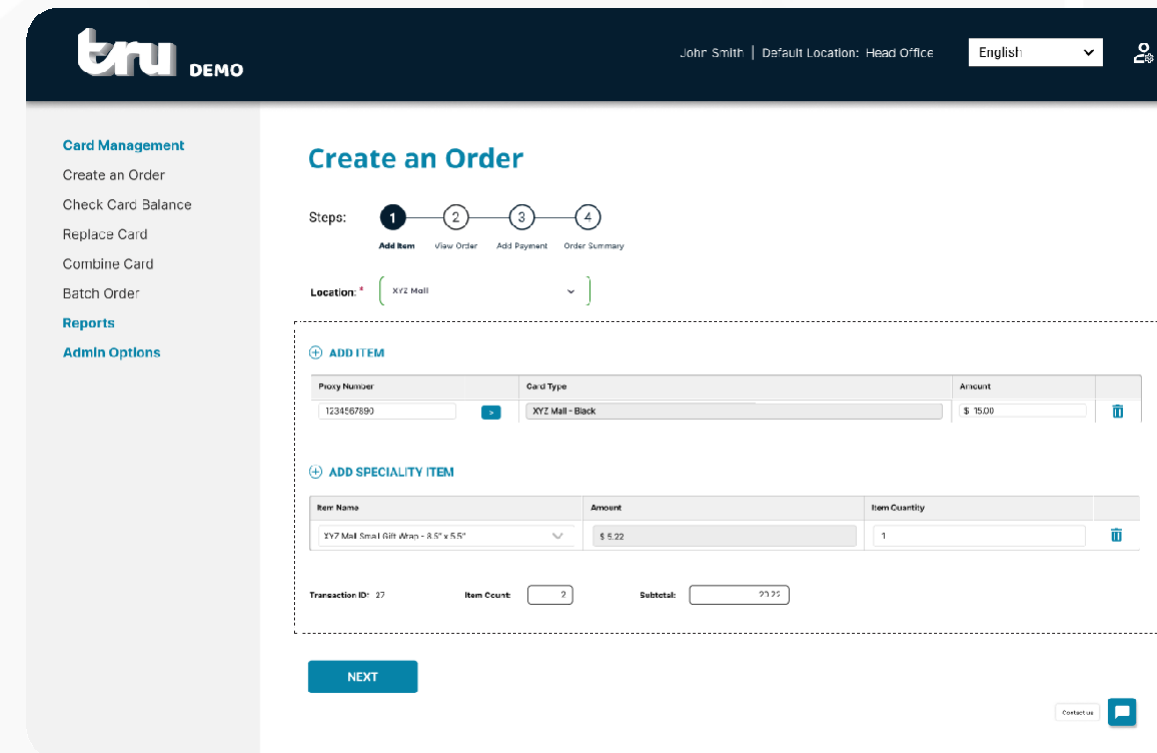 tru DEMO
John Smith | Default Location: Head Office
English
Card Management
Create an Order
Check Card Balance
Replace Card
Combine Card
Batch Order
Reports
Admin Options
Create an Order
Steps: 1 2 3 4
Add Item View Order Add Payment Order Summary
Location: * XYZ Mall
ADD ITEM
Proxy Number Card Type Amount
1234567890 > XYZ Mall - Black $ 15.00
ADD SPECIALITY ITEM
Item Name Amount Item Quantity
XYZ Mall Small Gift Wrap - 8.5" x 5.5" $ 5.22 1
Transaction ID: 27 Item Count: 2 Subtotal: 20.22
NEXT
Contact us